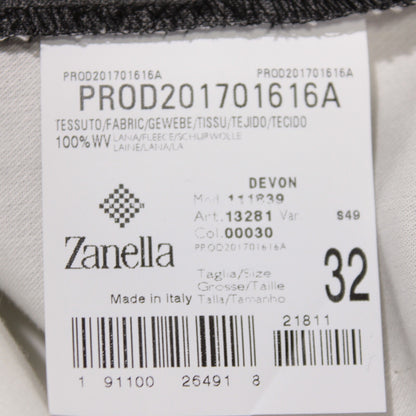 PROD201701616A PROD201701616A
PROD201701616A
TESSUTO/FABRIC/GEWEBE/TISSU/TEJIDO/TECIDO
100%WV LANA/FLEECE/SCHURWOLLE
LAINE/LANA/LA
DEVON
Mod. 111839
Art. 13281 Var. S49
Col. 00030
PROD201701616A
Zanella
Taglia/Size
Grosse/Taille
Talla/Tamanho
32
Made in Italy
21811
1 91100 26491 8